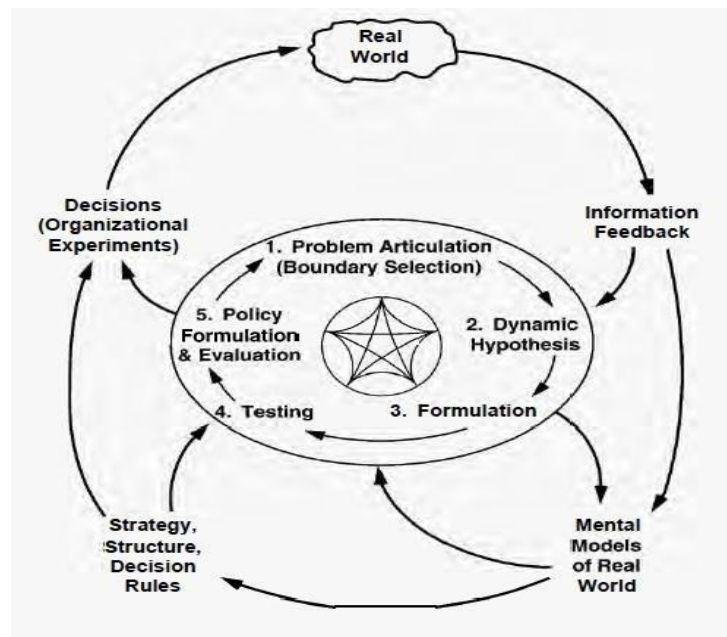 Real
World
Decisions
(Organizational
Experiments)
Information
Feedback
1. Problem Articulation
(Boundary Selection)
5. Policy
Formulation
& Evaluation
2. Dynamic
Hypothesis
4. Testing
3. Formulation
Strategy,
Structure,
Decision
Rules
Mental
Models
of Real
World